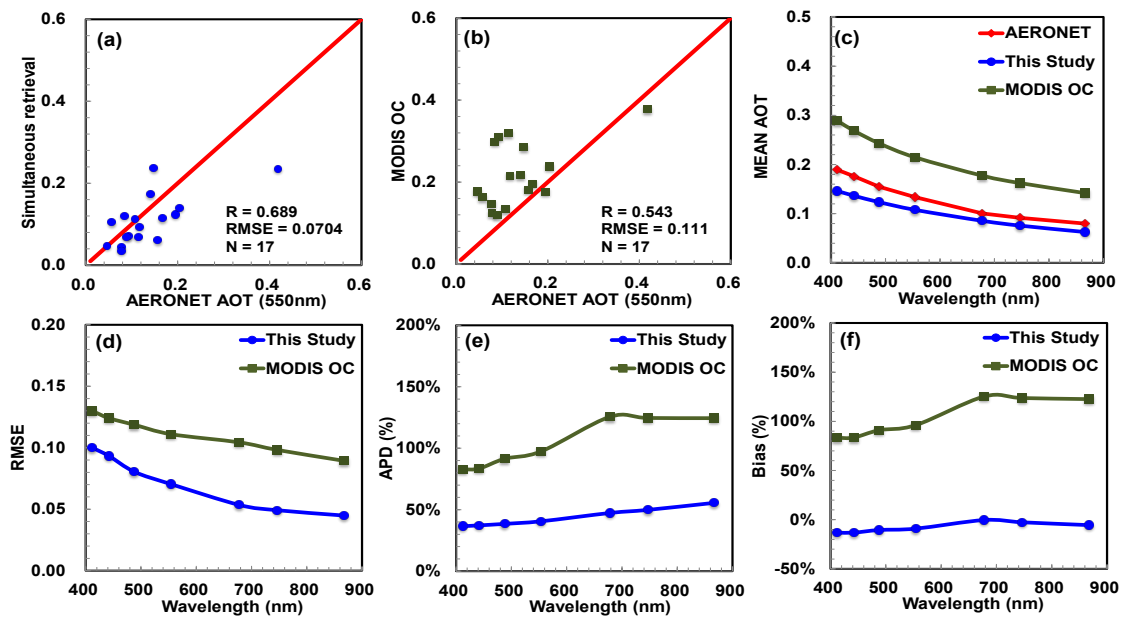 (a)
Simultaneous retrieval
0.6
0.4
0.2
0.0
R = 0.689
RMSE = 0.0704
N = 17
0.0 0.2 0.4 0.6
AERONET AOT (550nm)
(b)
MODIS OC
0.6
0.4
0.2
0.0
R = 0.543
RMSE = 0.111
N = 17
0.0 0.2 0.4 0.6
AERONET AOT (550nm)
(c)
MEAN AOT
0.5
0.4
0.3
0.2
0.1
0.0
AERONET
This Study
MODIS OC
400 500 600 700 800 900
Wavelength (nm)
(d)
RMSE
0.20
0.15
0.10
0.05
0.00
This Study
MODIS OC
400 500 600 700 800 900
Wavelength (nm)
(e)
APD (%)
200%
150%
100%
50%
0%
This Study
MODIS OC
400 500 600 700 800 900
Wavelength (nm)
(f)
Bias (%)
200%
150%
100%
50%
0%
-50%
This Study
MODIS OC
400 500 600 700 800 900
Wavelength (nm)